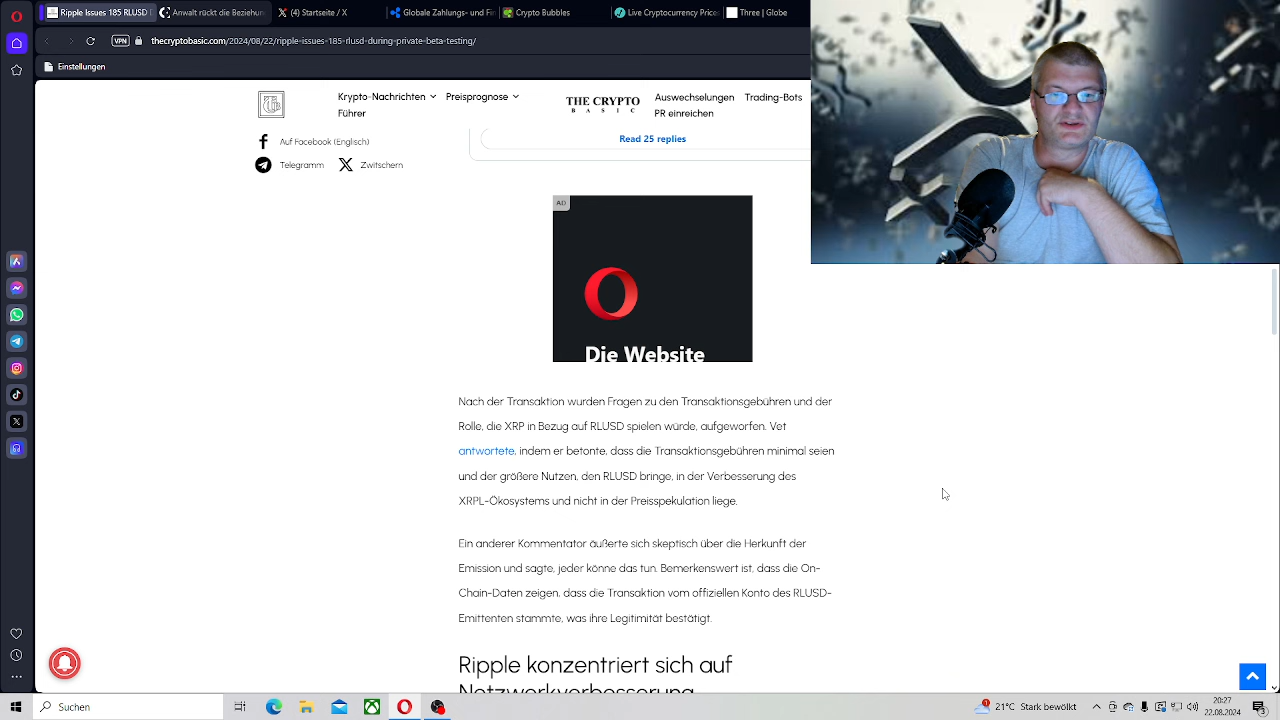 Ripple Issues 185 RLUSD
Anwalt rückt die Beziehun
(4) Startseite / X
Globale Zahlungs- und Fin
Crypto Bubbles
Live Cryptocurrency Prices
Three | Globe
VPN
thecryptobasic.com/2024/08/22/ripple-issues-185-rlusd-during-private-beta-testing/
Einstellungen
Krypto-Nachrichten
Preisprognose
THE CRYPTO
BASIC
Auswechselungen
Trading-Bots
Führer
PR einreichen
Auf Facebook (Englisch)
Telegramm
Zwitschern
Read 25 replies
AD
Die Website
Nach der Transaktion wurden Fragen zu den Transaktionsgebühren und der
Rolle, die XRP in Bezug auf RLUSD spielen würde, aufgeworfen. Vet
antwortete, indem er betonte, dass die Transaktionsgebühren minimal seien
und der größere Nutzen, den RLUSD bringe, in der Verbesserung des
XRPL-Ökosystems und nicht in der Preisspekulation liege.
Ein anderer Kommentator äußerte sich skeptisch über die Herkunft der
Emission und sagte, jeder könne das tun. Bemerkenswert ist, dass die On-
Chain-Daten zeigen, dass die Transaktion vom offiziellen Konto des RLUSD-
Emittenten stammte, was ihre Legitimität bestätigt.
Ripple konzentriert sich auf
Netzwerkverbesserung
Suchen
21°C Stark bewölkt
20:27
22.08.2024
3